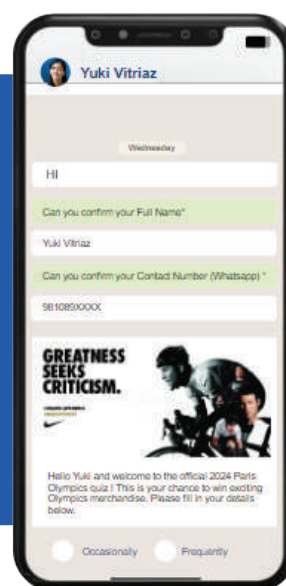 Yuki Vitriaz
Wednesday
HI
Can you confirm your Full Name*
Yuki Vitriaz
Can you confirm your Contact Number (Whatsapp) *
981089XXXX
GREATNESS
SEEKS
CRITICISM.
Hello Yuki and welcome to the official 2024 Paris
Olympics quiz ! This is your chance to win exciting
Olympics merchandise. Please fill in your details
below.
Occasionally
Frequently